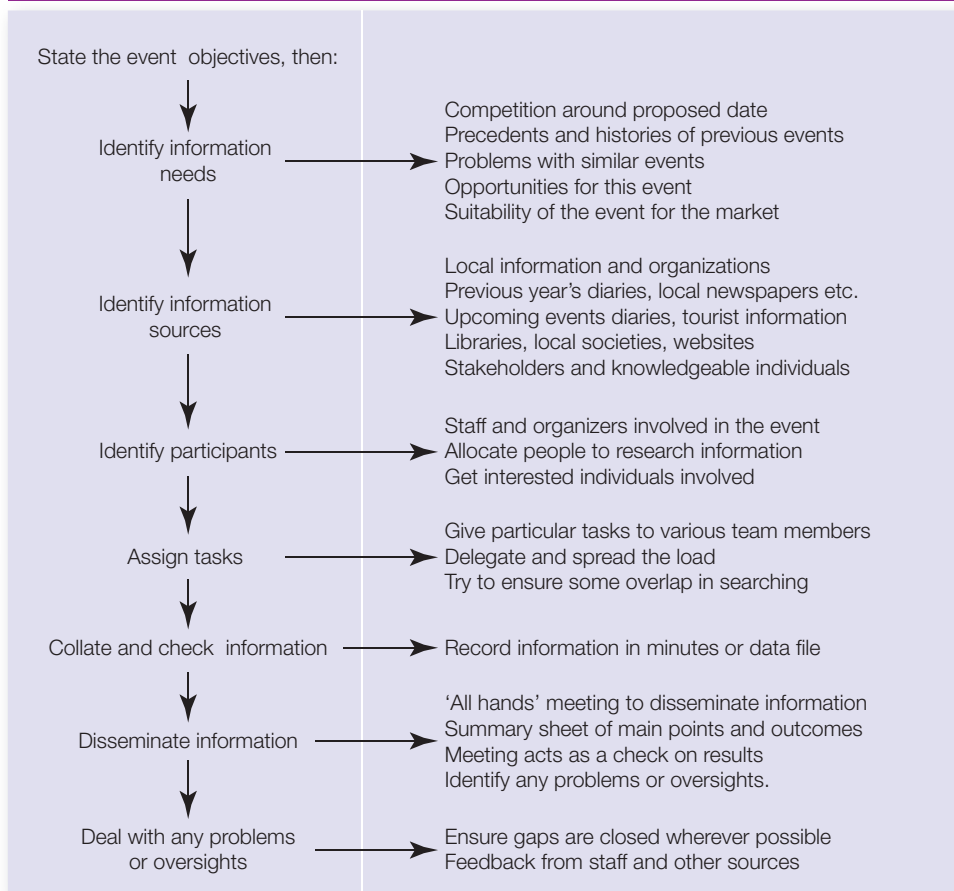 State the event objectives, then:
Identify information
needs
Competition around proposed date
Precedents and histories of previous events
Problems with similar events
Opportunities for this event
Suitability of the event for the market
Identify information
sources
Local information and organizations
Previous year's diaries, local newspapers etc.
Upcoming events diaries, tourist information
Libraries, local societies, websites
Stakeholders and knowledgeable individuals
Identify participants
Staff and organizers involved in the event
Allocate people to research information
Get interested individuals involved
Assign tasks
Give particular tasks to various team members
Delegate and spread the load
Try to ensure some overlap in searching
Collate and check information
Record information in minutes or data file
Disseminate information
‘All hands’ meeting to disseminate information
Summary sheet of main points and outcomes
Meeting acts as a check on results
Identify any problems or oversights.
Deal with any problems
or oversights
Ensure gaps are closed wherever possible
Feedback from staff and other sources